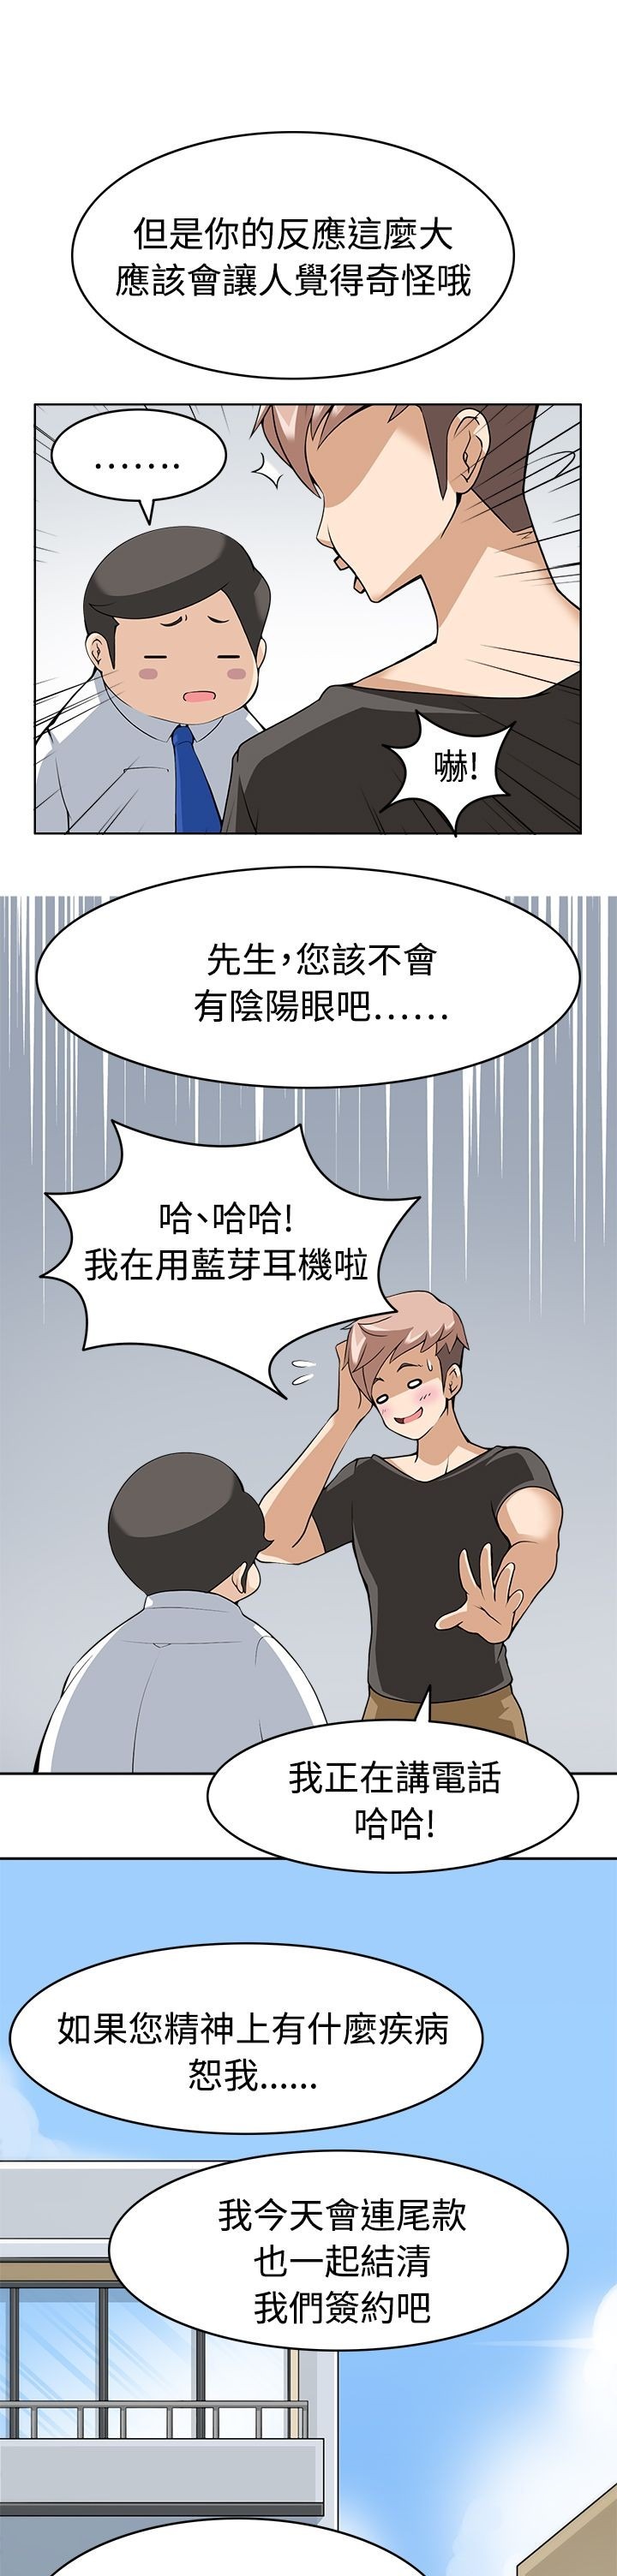 但是你的反應這麼大
應該會讓人覺得奇怪哦
.......
嚇!
先生，您該不會
有陰陽眼吧......
哈、哈哈!
我在用藍芽耳機啦
我正在講電話
哈哈!
如果您精神上有什麼疾病
恕我......
我今天會連尾款
也一起結清
我們簽約吧